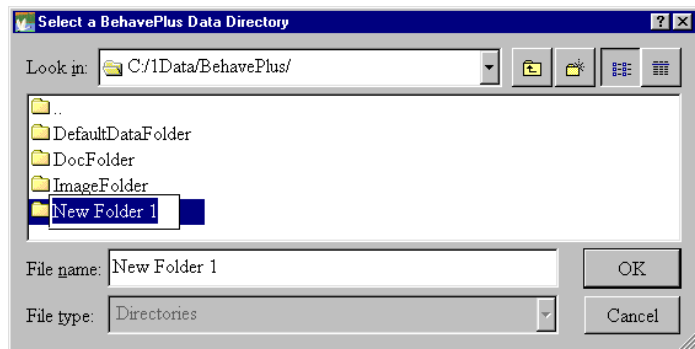 Select a BehavePlus Data Directory
Look in: C:/1Data/BehavePlus/
..
DefaultDataFolder
DocFolder
ImageFolder
New Folder 1
File name: New Folder 1 OK
File type: Directories Cancel